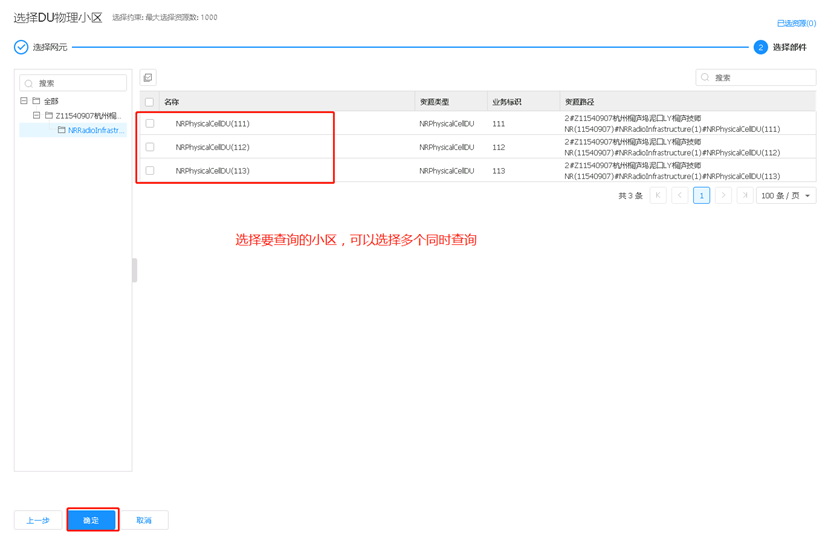 选择DU物理小区 选择约束: 最大选择资源数: 1000
已选资源(0)
选择网元
2 选择部件
搜索
搜索
全部
Z11540907杭州桐...
NRRadioInfrastr...
名称 资源类型 业务标识 资源路径
NRPhysicalCellDU(111) NRPhysicalCellDU 111 2#Z11540907杭州桐庐坞泥口LY桐庐技师
NR(11540907)#NRRadioInfrastructure(1)#NRPhysicalCellDU(111)
NRPhysicalCellDU(112) NRPhysicalCellDU 112 2#Z11540907杭州桐庐坞泥口LY桐庐技师
NR(11540907)#NRRadioInfrastructure(1)#NRPhysicalCellDU(112)
NRPhysicalCellDU(113) NRPhysicalCellDU 113 2#Z11540907杭州桐庐坞泥口LY桐庐技师
NR(11540907)#NRRadioInfrastructure(1)#NRPhysicalCellDU(113)
共 3 条 1 100 条 / 页
选择要查询的小区，可以选择多个同时查询
上一步 确定 取消